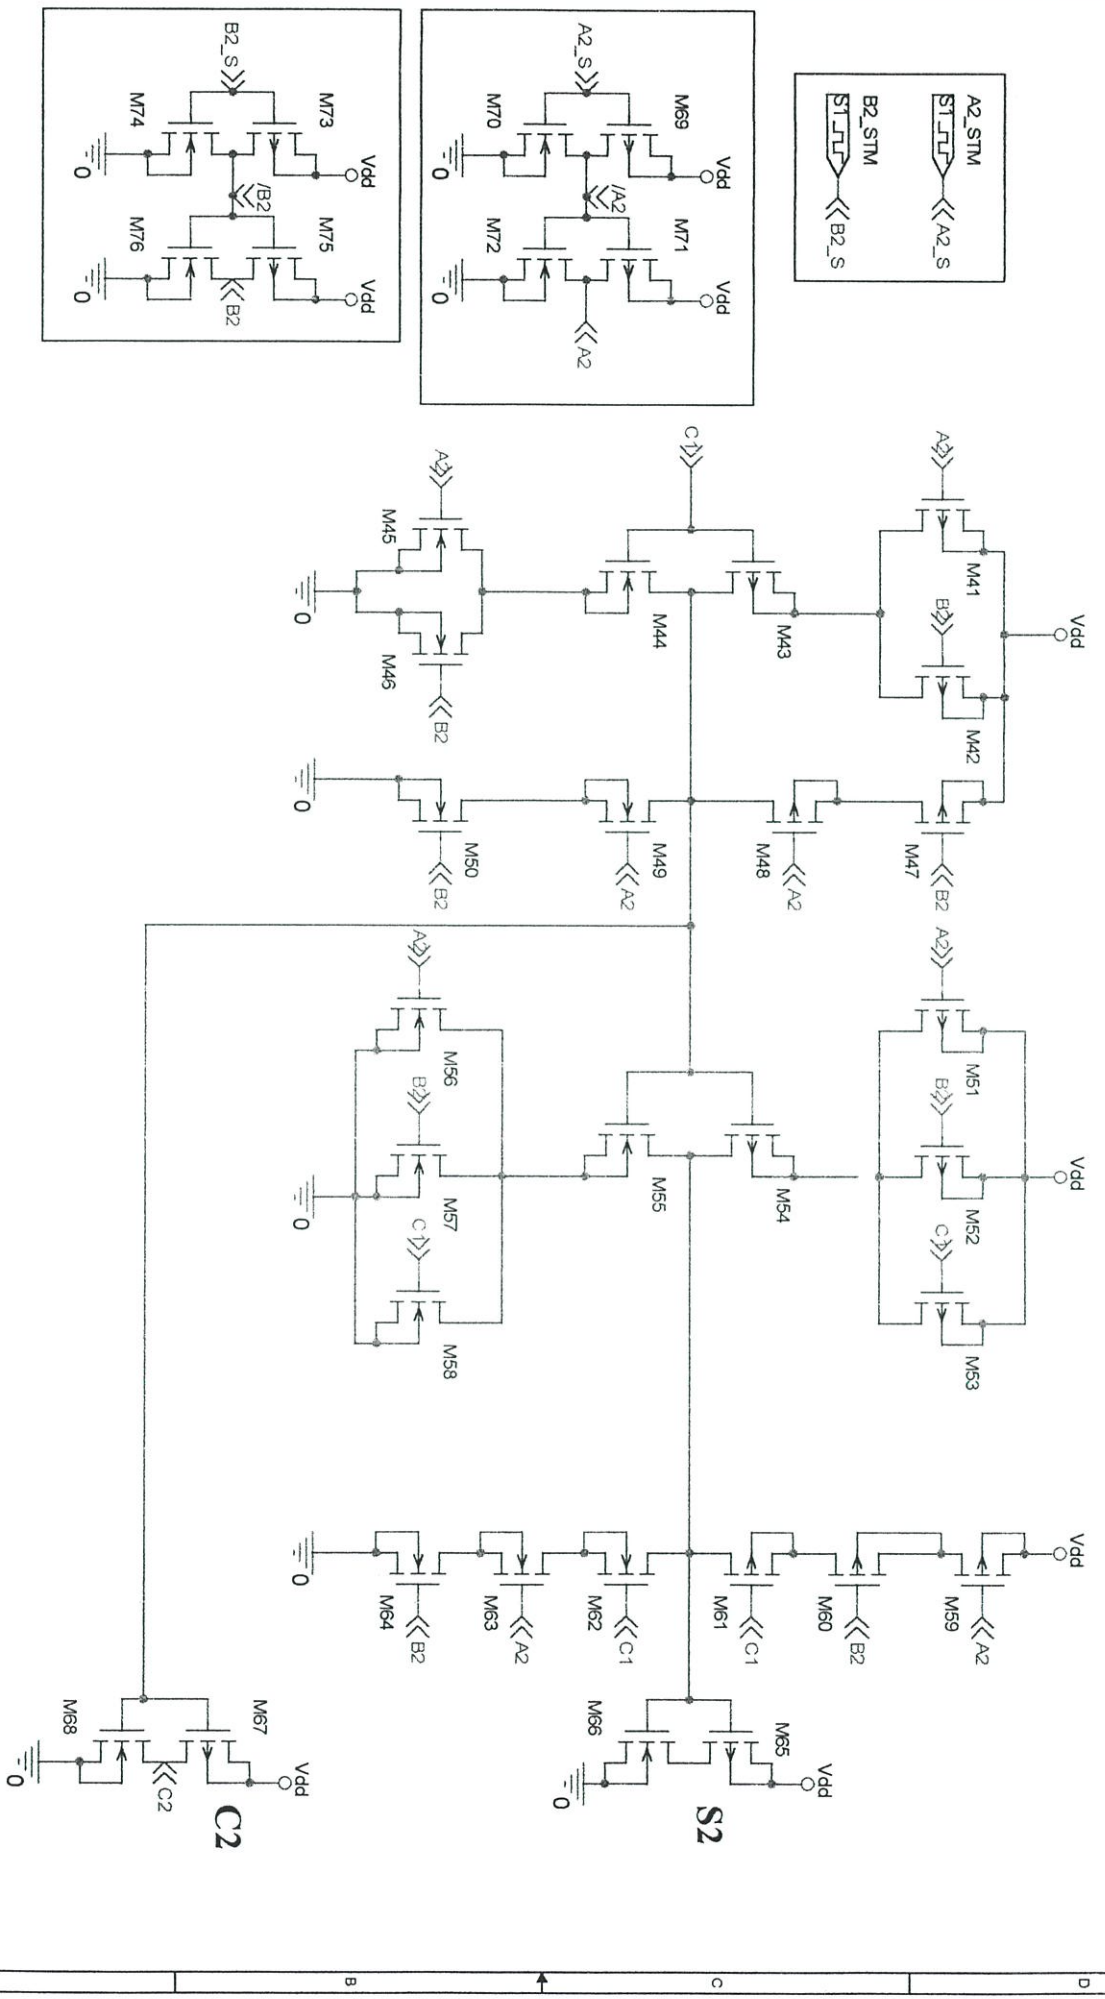 A2_STM
S1
A2_S
B2_STM
S1
B2_S
Vdd
Vdd
M69
M71
A2_S
/A2
A2
M70
M72
0
0
Vdd
Vdd
M73
M75
B2_S
/B2
B2
M74
M76
0
0
Vdd
A2
M41
B2
M42
M47
B2
C1
M43
M44
M48
A2
M49
A2
A2
M45
M46
B2
M50
B2
0
0
Vdd
A2
M51
B2
M52
C1
M53
M54
M55
A2
M56
B2
M57
C1
M58
0
Vdd
M59
A2
M60
B2
M61
C1
M62
C1
M63
A2
M64
B2
0
Vdd
M65
S2
M66
0
Vdd
M67
C2
C2
M68
0
D
C
B